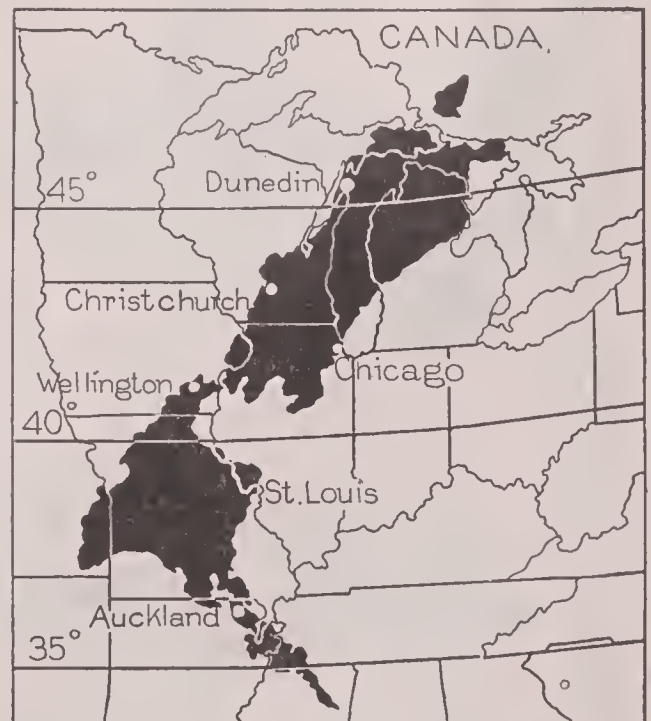 CANADA.
Dunedin
45°
Christchurch
Chicago
Wellington
40°
St. Louis
Auckland
35°